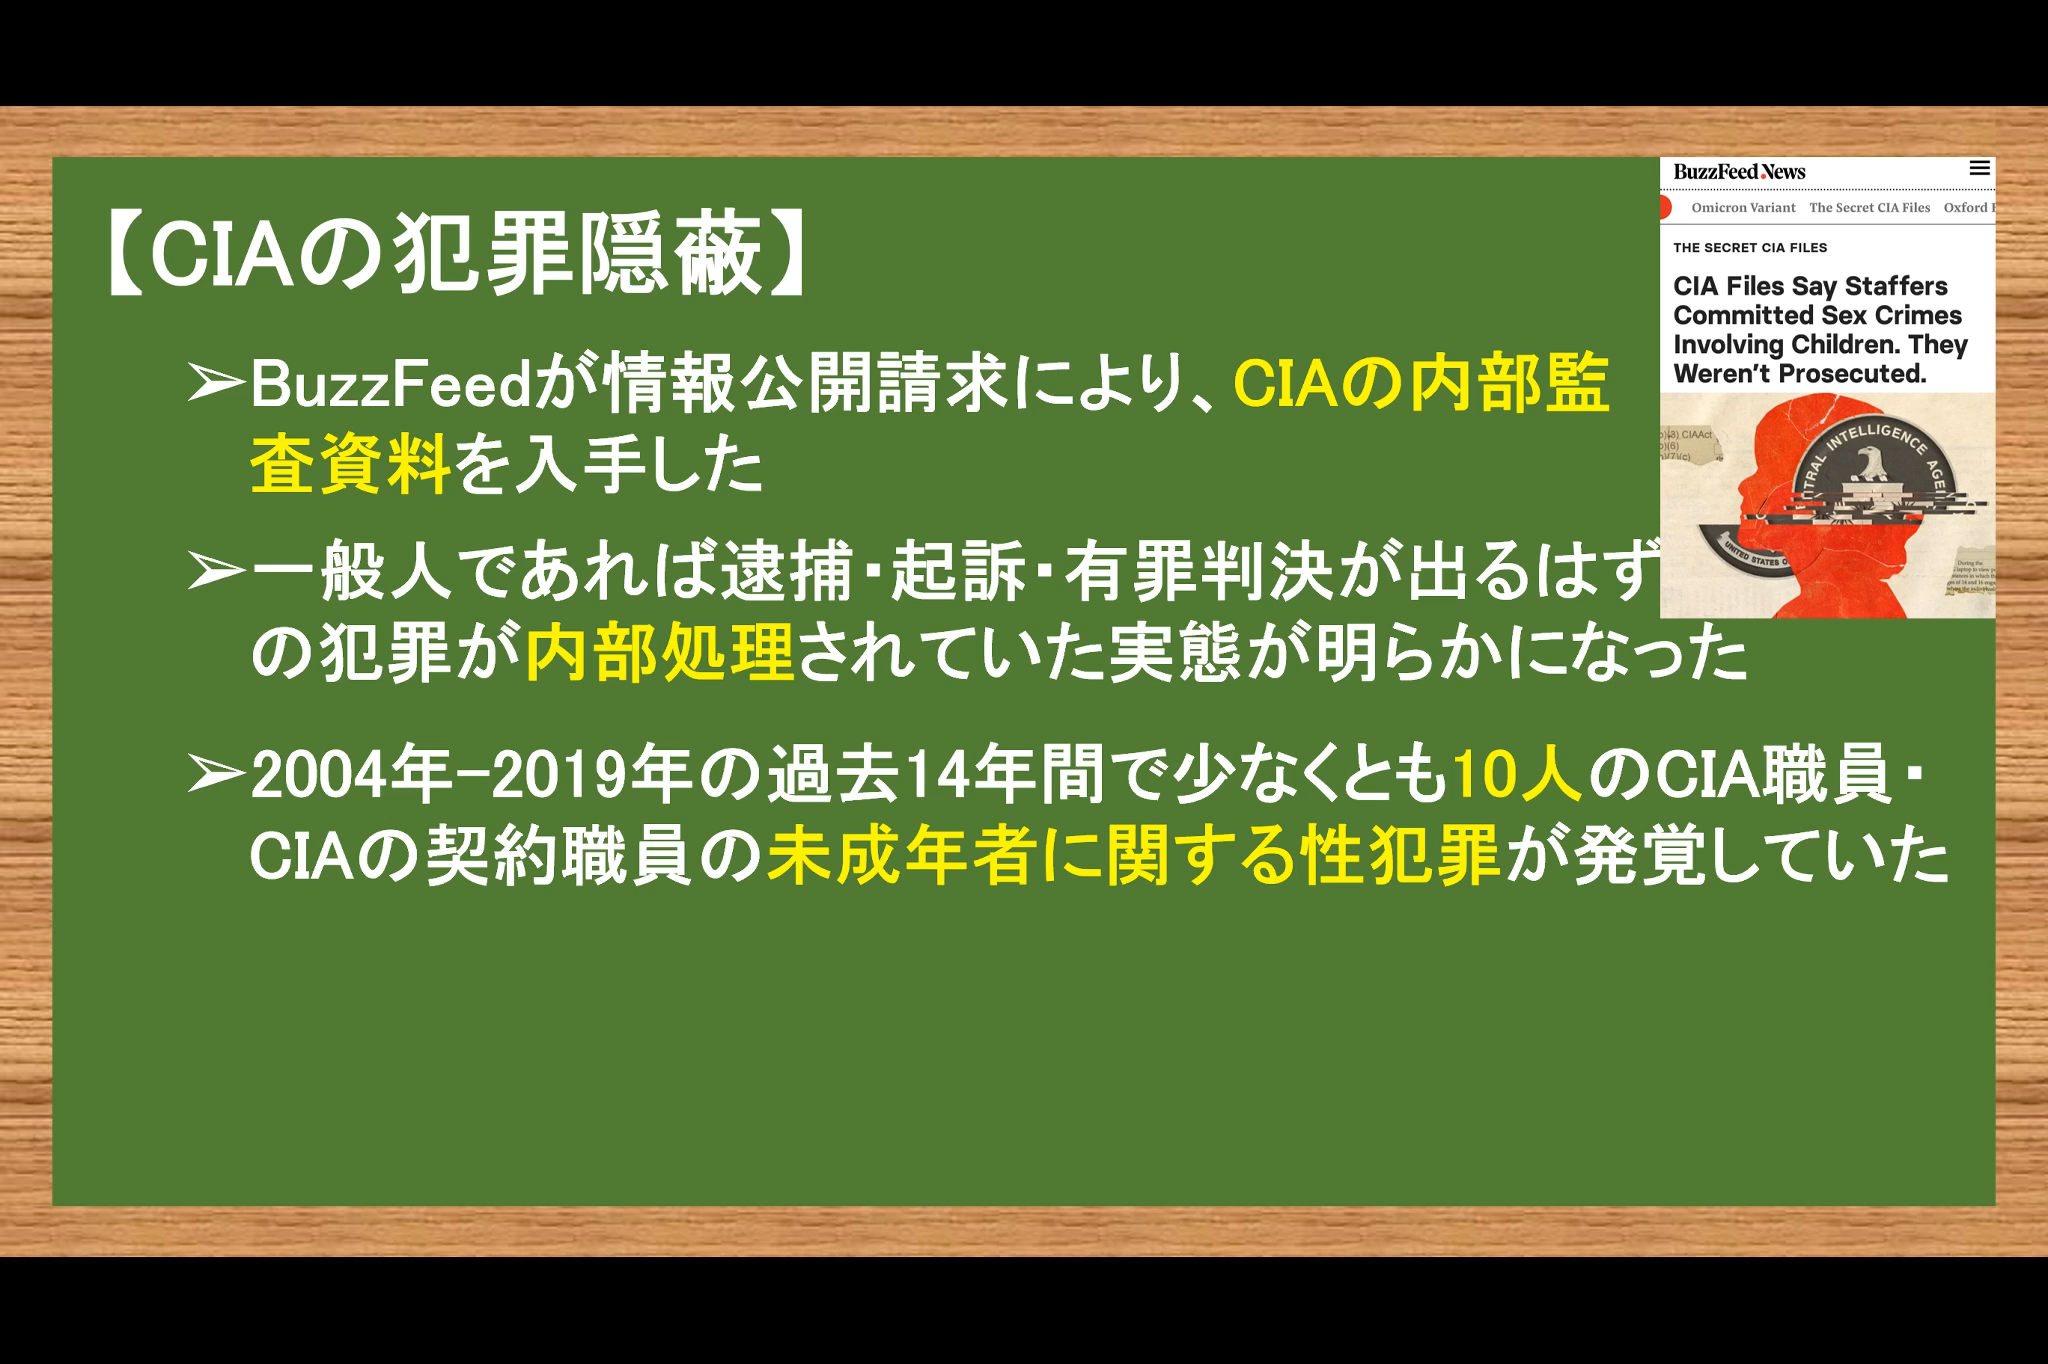 【CIAの犯罪隠蔽】
➢BuzzFeedが情報公開請求により、CIAの内部監
査資料を入手した
➢一般人であれば逮捕・起訴・有罪判決が出るはず
の犯罪が内部処理されていた実態が明らかになった
➢2004年-2019年の過去14年間で少なくとも10人のCIA職員・
CIAの契約職員の未成年者に関する性犯罪が発覚していた
BuzzFeed.News
Omicron Variant The Secret CIA Files Oxford
THE SECRET CIA FILES
CIA Files Say Staffers
Committed Sex Crimes
Involving Children. They
Weren't Prosecuted.
CIAAct
(b)(6)
INTELLIGENCE
UNITED STATES
During the